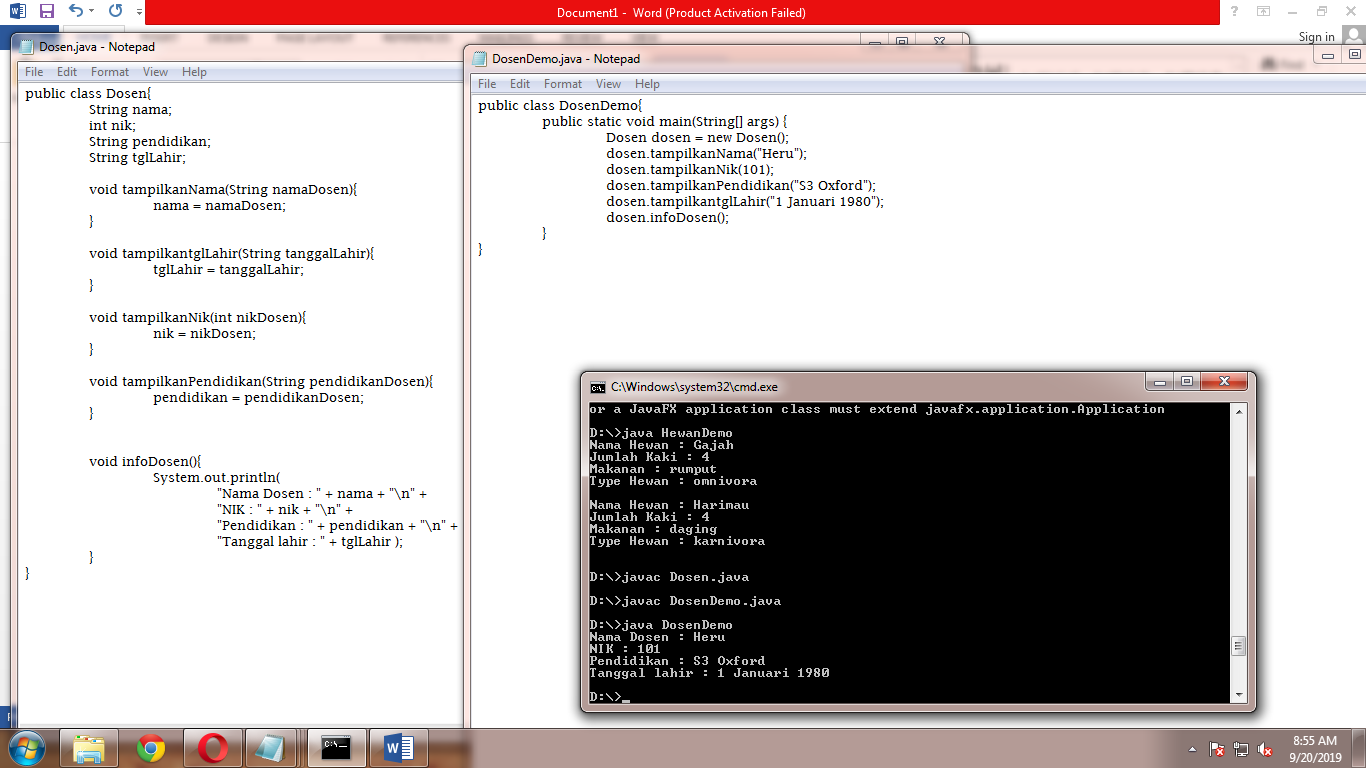 Document1 - Word (Product Activation Failed)
Sign in
Dosen.java - Notepad
File Edit Format View Help
public class Dosen{
String nama;
int nik;
String pendidikan;
String tglLahir;
void tampilkanNama(String namaDosen){
nama = namaDosen;
}
void tampilkantglLahir(String tanggalLahir){
tglLahir = tanggalLahir;
}
void tampilkanNik(int nikDosen){
nik = nikDosen;
}
void tampilkanPendidikan(String pendidikanDosen){
pendidikan = pendidikanDosen;
}
void infoDosen(){
System.out.println(
"Nama Dosen : " + nama + "\n" +
"NIK : " + nik + "\n" +
"Pendidikan : " + pendidikan + "\n" +
"Tanggal lahir : " + tglLahir );
}
}
DosenDemo.java - Notepad
File Edit Format View Help
public class DosenDemo{
public static void main(String[] args) {
Dosen dosen = new Dosen();
dosen.tampilkanNama("Heru");
dosen.tampilkanNik(101);
dosen.tampilkanPendidikan("S3 Oxford");
dosen.tampilkantglLahir("1 Januari 1980");
dosen.infoDosen();
}
}
C:\Windows\system32\cmd.exe
or a JavaFX application class must extend javafx.application.Application
D:\>java HewanDemo
Nama Hewan : Gajah
Jumlah Kaki : 4
Makanan : rumput
Type Hewan : omnivora
Nama Hewan : Harimau
Jumlah Kaki : 4
Makanan : daging
Type Hewan : karnivora
D:\>javac Dosen.java
D:\>javac DosenDemo.java
D:\>java DosenDemo
Nama Dosen : Heru
NIK : 101
Pendidikan : S3 Oxford
Tanggal lahir : 1 Januari 1980
D:\>_
8:55 AM
9/20/2019